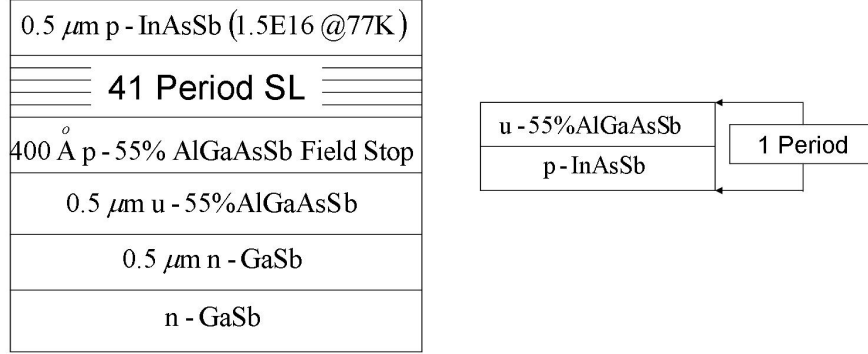 0.5 μm p - InAsSb (1.5E16 @77K)
41 Period SL
400 Å p - 55% AlGaAsSb Field Stop
0.5 μm u - 55%AlGaAsSb
0.5 μm n - GaSb
n - GaSb
u - 55%AlGaAsSb
p - InAsSb
1 Period